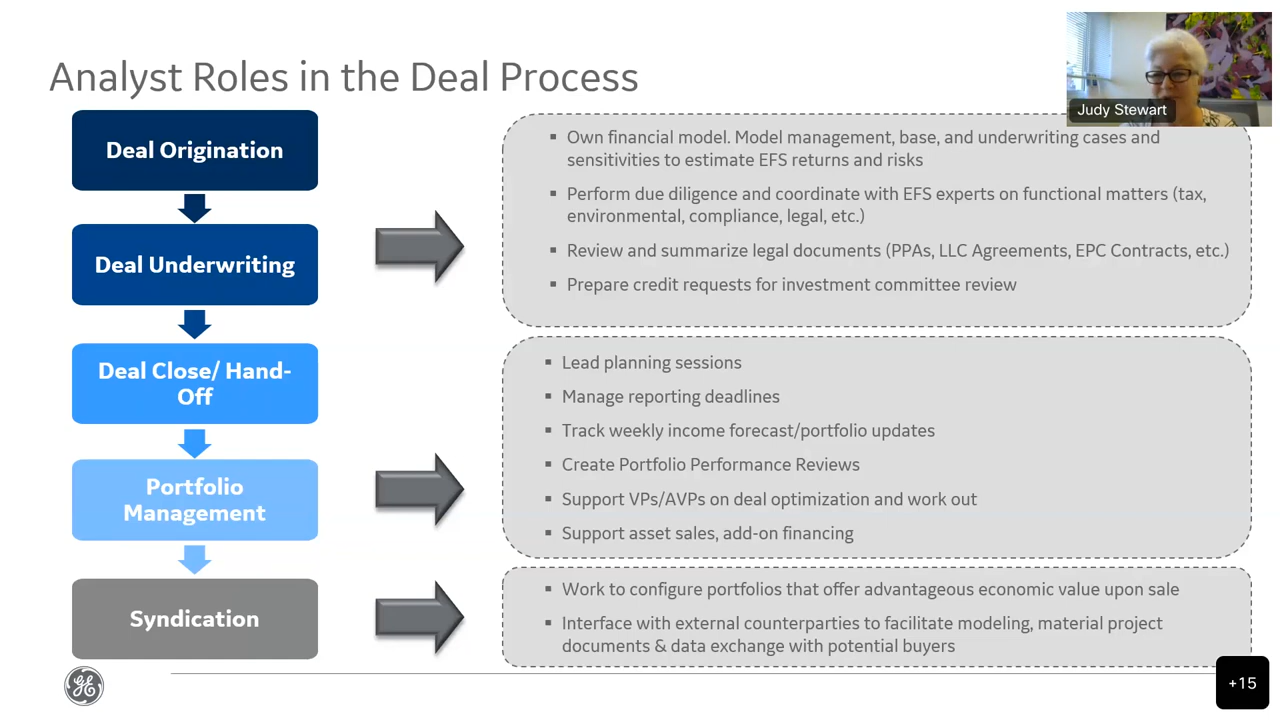 Analyst Roles in the Deal Process
Judy Stewart
Deal Origination
Deal Underwriting
Deal Close/ Hand-
Off
Portfolio
Management
Syndication
▪ Own financial model. Model management, base, and underwriting cases and
sensitivities to estimate EFS returns and risks
▪ Perform due diligence and coordinate with EFS experts on functional matters (tax,
environmental, compliance, legal, etc.)
▪ Review and summarize legal documents (PPAs, LLC Agreements, EPC Contracts, etc.)
▪ Prepare credit requests for investment committee review
▪ Lead planning sessions
▪ Manage reporting deadlines
▪ Track weekly income forecast/portfolio updates
▪ Create Portfolio Performance Reviews
▪ Support VPs/AVPs on deal optimization and work out
▪ Support asset sales, add-on financing
▪ Work to configure portfolios that offer advantageous economic value upon sale
▪ Interface with external counterparties to facilitate modeling, material project
documents & data exchange with potential buyers
GE
+15